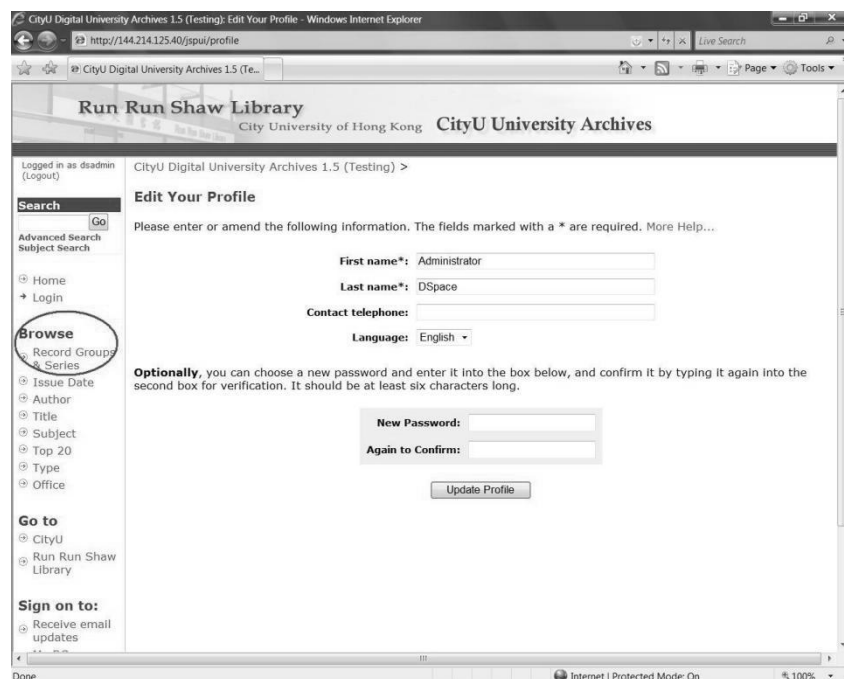 CityU Digital University Archives 1.5 (Testing): Edit Your Profile - Windows Internet Explorer
http://144.214.125.40/jspui/profile
Live Search
CityU Digital University Archives 1.5 (Te...
Page
Tools
Run Run Shaw Library
City University of Hong Kong
CityU University Archives
Logged in as dsadmin
(Logout)
CityU Digital University Archives 1.5 (Testing) >
Search
Go
Advanced Search
Subject Search
Home
Login
Browse
Record Groups
& Series
Issue Date
Author
Title
Subject
Top 20
Type
Office
Go to
CityU
Run Run Shaw
Library
Sign on to:
Receive email
updates
Edit Your Profile
Please enter or amend the following information. The fields marked with a * are required. More Help...
First name*: Administrator
Last name*: DSpace
Contact telephone:
Language: English
Optionally, you can choose a new password and enter it into the box below, and confirm it by typing it again into the
second box for verification. It should be at least six characters long.
New Password:
Again to Confirm:
Update Profile
Done
Internet | Protected Mode: On
100%